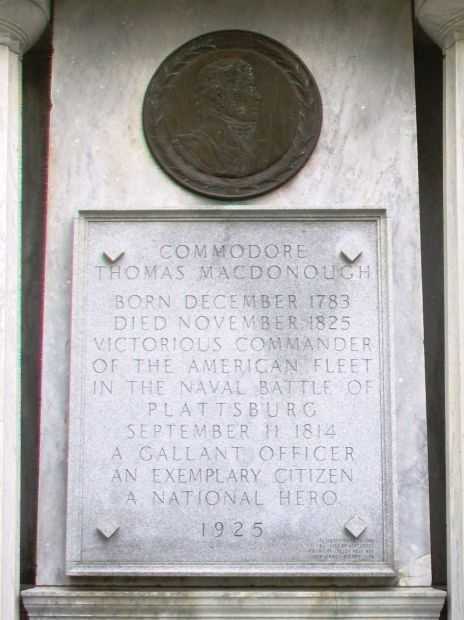 COMMODORE
THOMAS MACDONOUGH
BORN DECEMBER 1783
DIED NOVEMBER 1825
VICTORIOUS COMMANDER
OF THE AMERICAN FLEET
IN THE NAVAL BATTLE OF
PLATTSBURG
SEPTEMBER 11 1814
A GALLANT OFFICER
AN EXEMPLARY CITIZEN
A NATIONAL HERO
1925